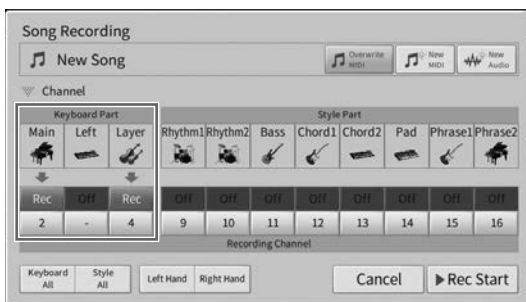 Song Recording
New Song
Overwrite MIDI
New MIDI
New Audio
Channel
Keyboard Part
Style Part
Main Left Layer Rhythm1 Rhythm2 Bass Chord1 Chord2 Pad Phrase1 Phrase2
Rec Off Rec Off Off Off Off Off Off Off Off
2 - 4 9 10 11 12 13 14 15 16
Recording Channel
Keyboard All
Style All
Left Hand
Right Hand
Cancel
Rec Start